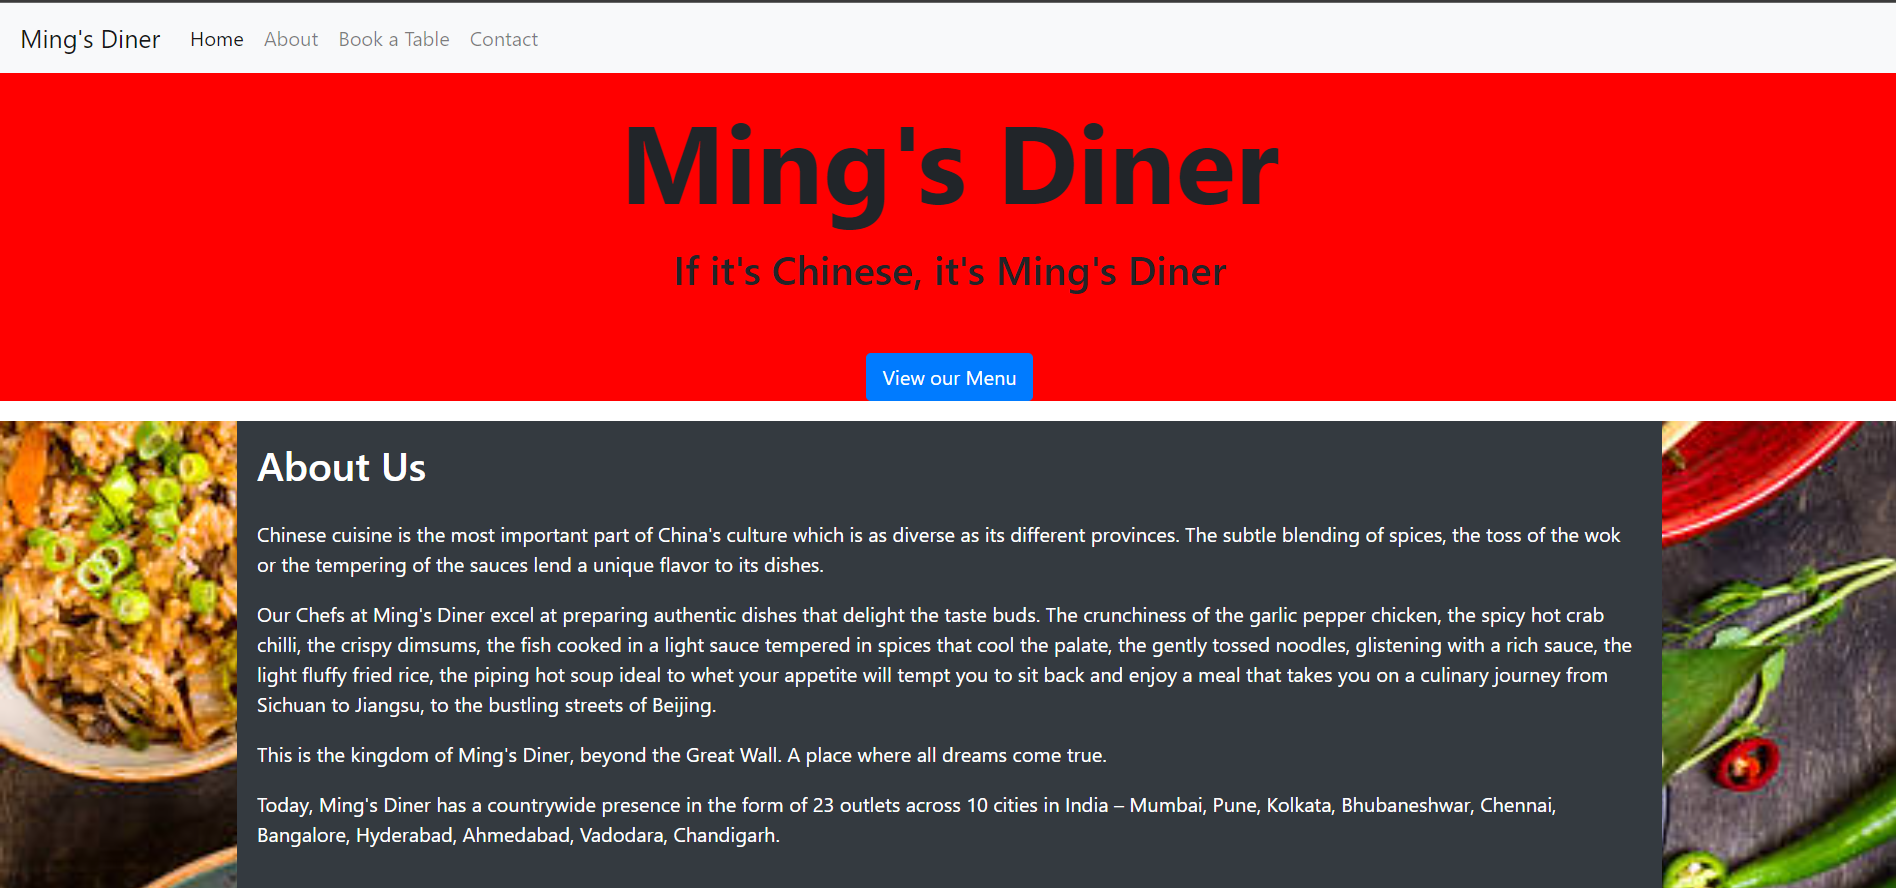 Ming's Diner Home About Book a Table Contact
Ming's Diner
If it's Chinese, it's Ming's Diner
View our Menu
About Us
Chinese cuisine is the most important part of China's culture which is as diverse as its different provinces. The subtle blending of spices, the toss of the wok
or the tempering of the sauces lend a unique flavor to its dishes.
Our Chefs at Ming's Diner excel at preparing authentic dishes that delight the taste buds. The crunchiness of the garlic pepper chicken, the spicy hot crab
chilli, the crispy dimsums, the fish cooked in a light sauce tempered in spices that cool the palate, the gently tossed noodles, glistening with a rich sauce, the
light fluffy fried rice, the piping hot soup ideal to whet your appetite will tempt you to sit back and enjoy a meal that takes you on a culinary journey from
Sichuan to Jiangsu, to the bustling streets of Beijing.
This is the kingdom of Ming's Diner, beyond the Great Wall. A place where all dreams come true.
Today, Ming's Diner has a countrywide presence in the form of 23 outlets across 10 cities in India – Mumbai, Pune, Kolkata, Bhubaneshwar, Chennai,
Bangalore, Hyderabad, Ahmedabad, Vadodara, Chandigarh.